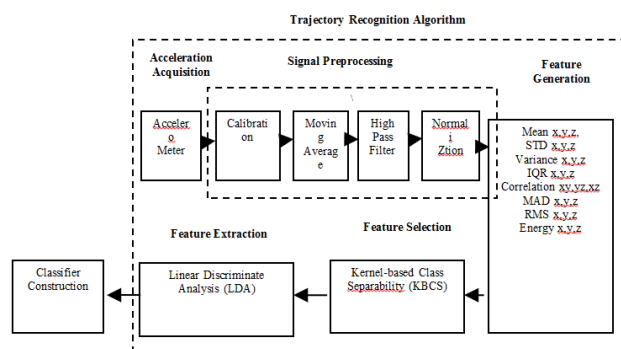 Trajectory Recognition Algorithm
Acceleration
Acquisition
Signal Preprocessing
Feature
Generation
Acceler
o
Meter
Calibrati
on
Movin
g
Averag
e
High
Pass
Filter
Normal
i
Ztion
Mean x,y,z,
STD x,y,z
Variance x,y,z
IQR x,y,z
Correlation xy,yz,xz
MAD x,y,z
RMS x,y,z
Energy x,y,z
Feature Extraction
Feature Selection
Classifier
Construction
Linear Discriminate
Analysis (LDA)
Kernel-based Class
Separability (KBCS)